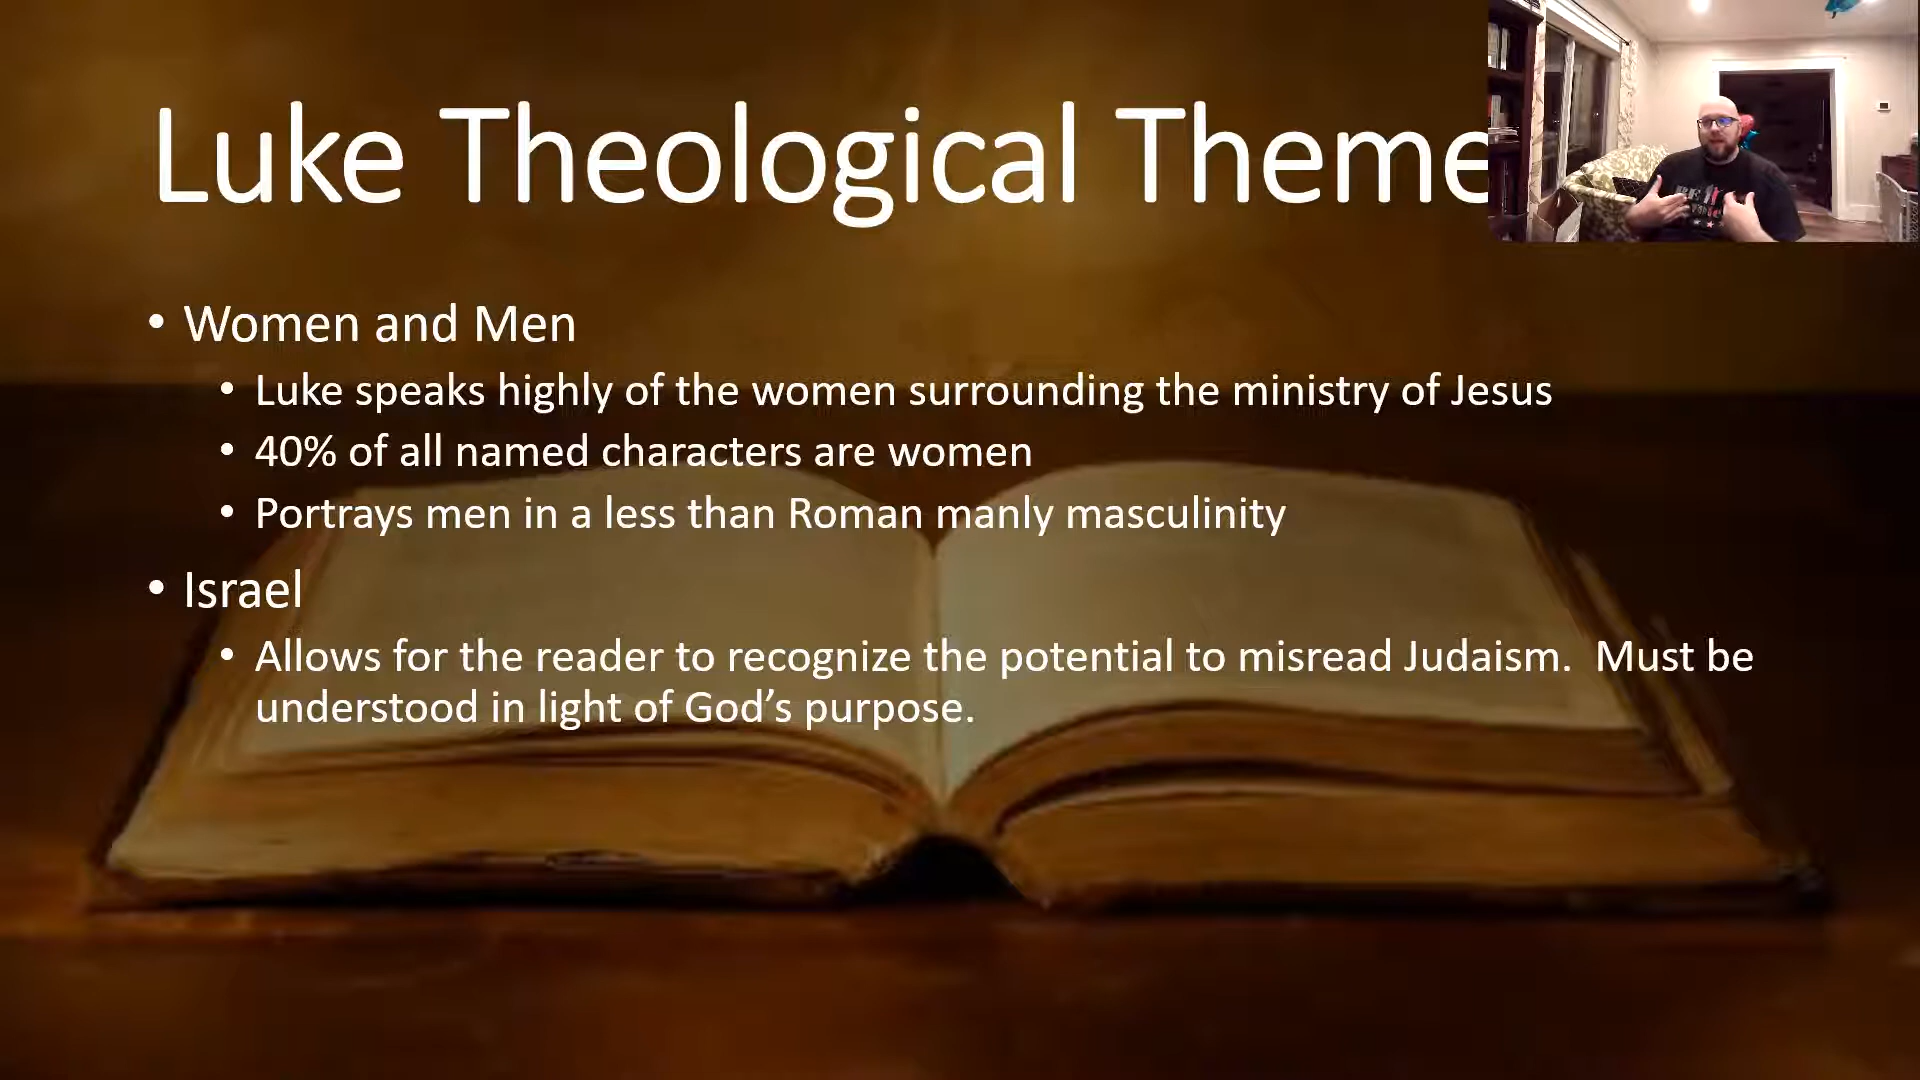 Luke Theological Theme
• Women and Men
• Luke speaks highly of the women surrounding the ministry of Jesus
• 40% of all named characters are women
• Portrays men in a less than Roman manly masculinity
• Israel
• Allows for the reader to recognize the potential to misread Judaism. Must be
understood in light of God’s purpose.